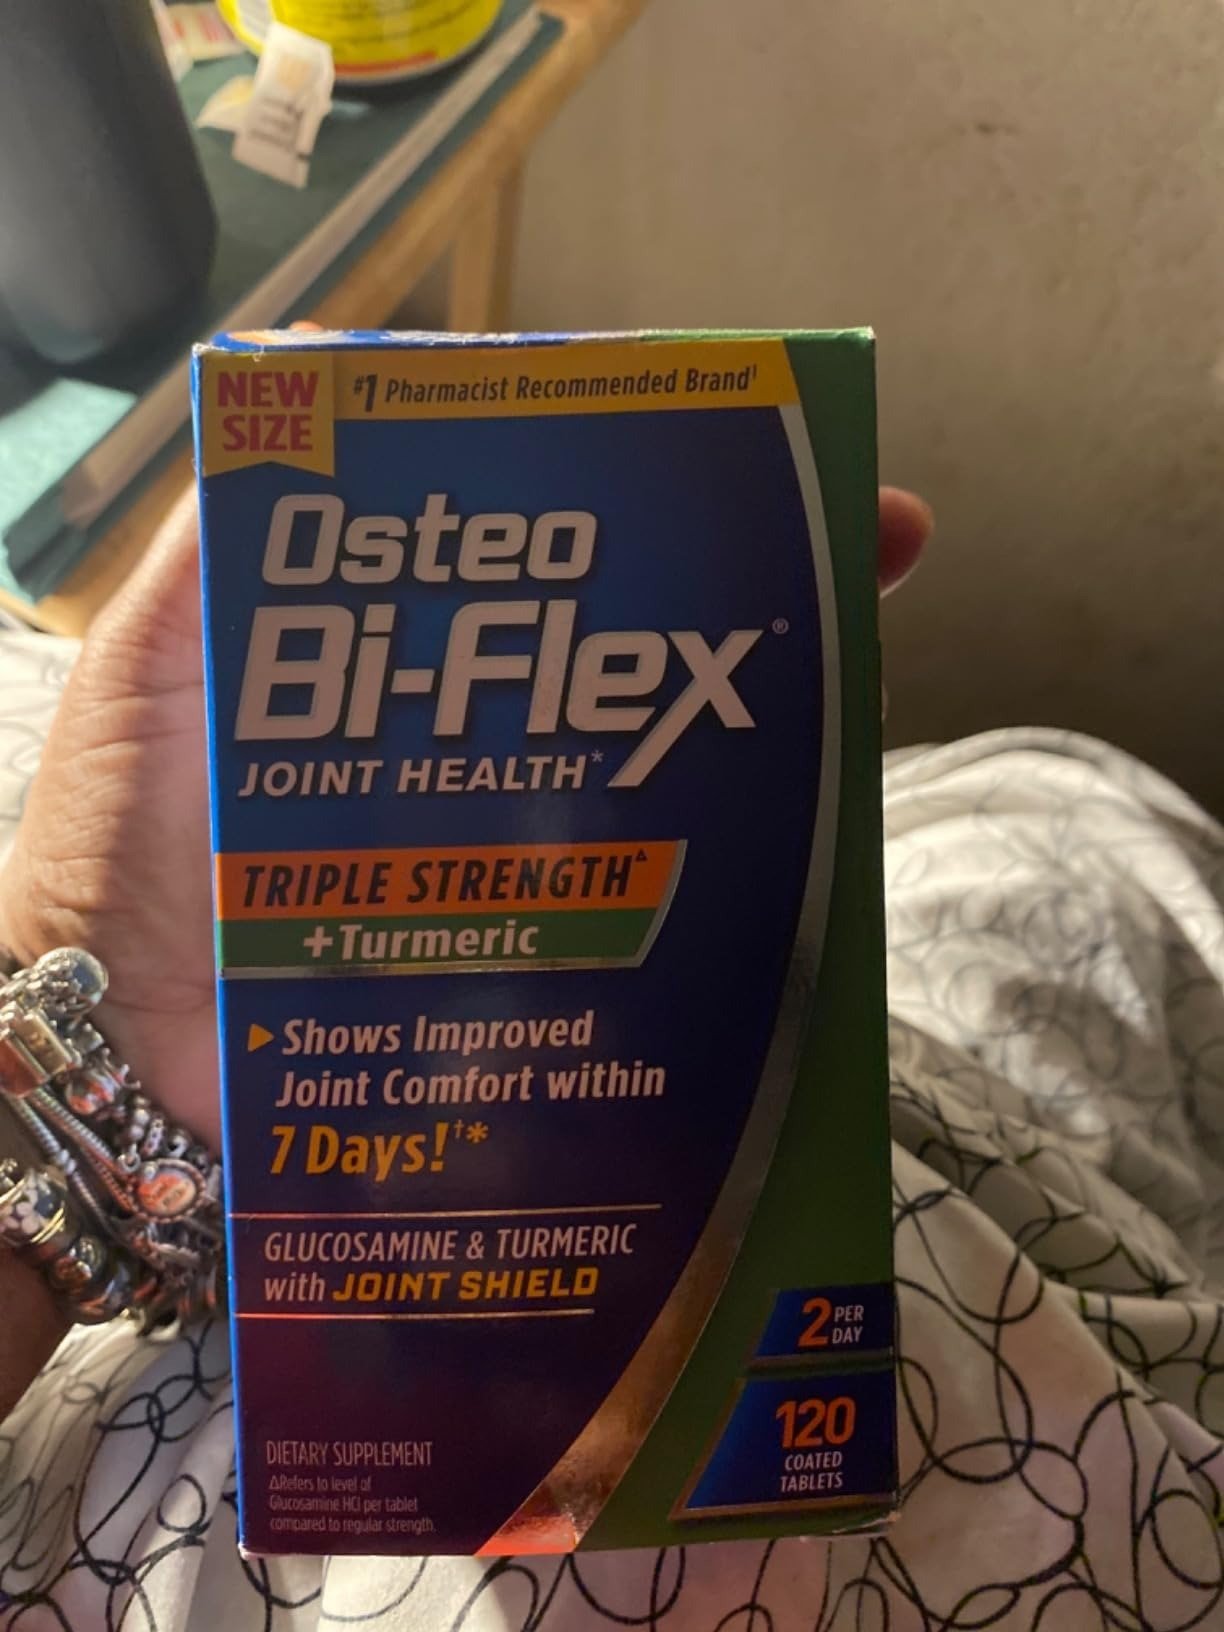 NEW
SIZE
#1 Pharmacist Recommended Brand¹
Osteo
Bi-Flex®
JOINT HEALTH*
TRIPLE STRENGTH∆
+Turmeric
Shows Improved
Joint Comfort within
7 Days!†*
GLUCOSAMINE & TURMERIC
with JOINT SHIELD
2 PER
DAY
120
COATED
TABLETS
DIETARY SUPPLEMENT
∆Refers to level of
Glucosamine HCl per tablet
compared to regular strength.